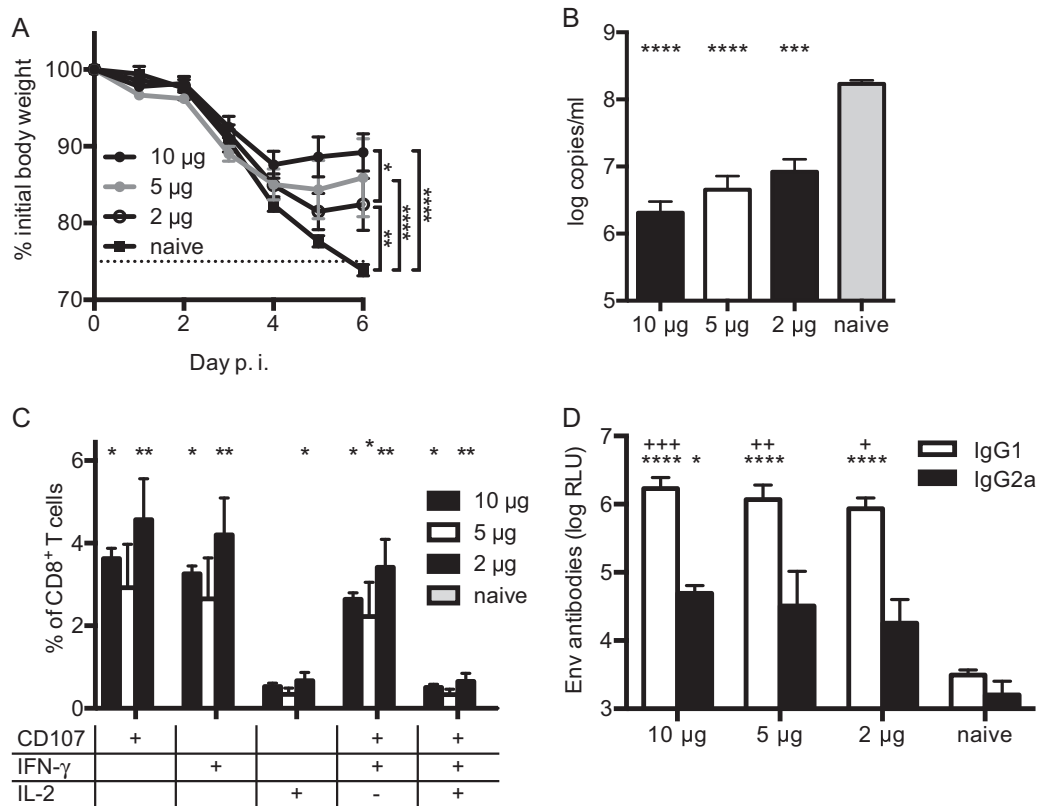 A
% initial body weight
100
90
80
70
10 µg
5 µg
2 µg
naive
*
**
****
****
0 2 4 6
Day p. i.
B
log copies/ml
9
8
7
6
5
**** **** ***
10 µg 5 µg 2 µg naive
C
% of CD8+ T cells
6
4
2
0
* ** * ** * * * ** * **
10 µg
5 µg
2 µg
naive
CD107 + + +
IFN-γ + + +
IL-2 + - +
D
Env antibodies (log RLU)
7
6
5
4
3
+++ ++ +
**** * **** ****
IgG1
IgG2a
10 µg 5 µg 2 µg naive